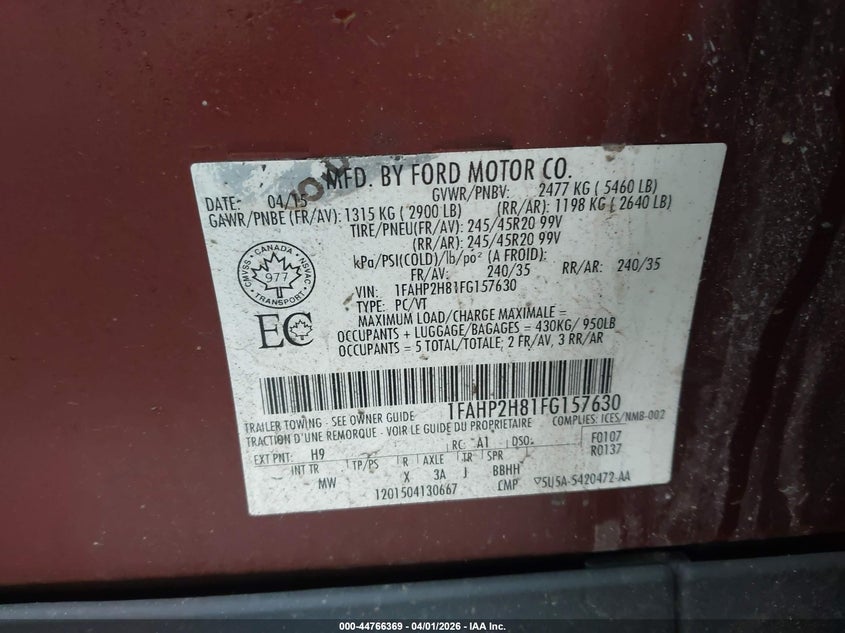 MFD. BY FORD MOTOR CO.
DATE: 04/15 GVWR/PNBV: 2477 KG ( 5460 LB)
GAWR/PNBE (FR/AV): 1315 KG ( 2900 LB) (RR/AR): 1198 KG ( 2640 LB)
TIRE/PNEU(FR/AV): 245/45R20 99V
(RR/AR): 245/45R20 99V
kPa/PSI(COLD)/lb/po² (A FROID):
FR/AV: 240/35 RR/AR: 240/35
VIN: 1FAHP2H81FG157630
TYPE: PC/VT
MAXIMUM LOAD/CHARGE MAXIMALE =
OCCUPANTS + LUGGAGE/BAGAGES = 430KG/ 950LB
OCCUPANTS = 5 TOTAL/TOTALE; 2 FR/AV, 3 RR/AR
CMVSS · CANADA · NSVAC
977
TRANSPORT
EC
1FAHP2H81FG157630
TRAILER TOWING - SEE OWNER GUIDE COMPLIES: ICES/NMB-002
TRACTION D'UNE REMORQUE - VOIR LE GUIDE DU PROPRIETAIRE
EXT PNT: H9 RC: A1 DSO: F0107
R0137
INT TR TP/PS R AXLE TR SPR
MW X 3A J BBHH
1201504130667 CMP ▽5U5A-5420472-AA
000-44766369 - 04/01/2026 - IAA Inc.